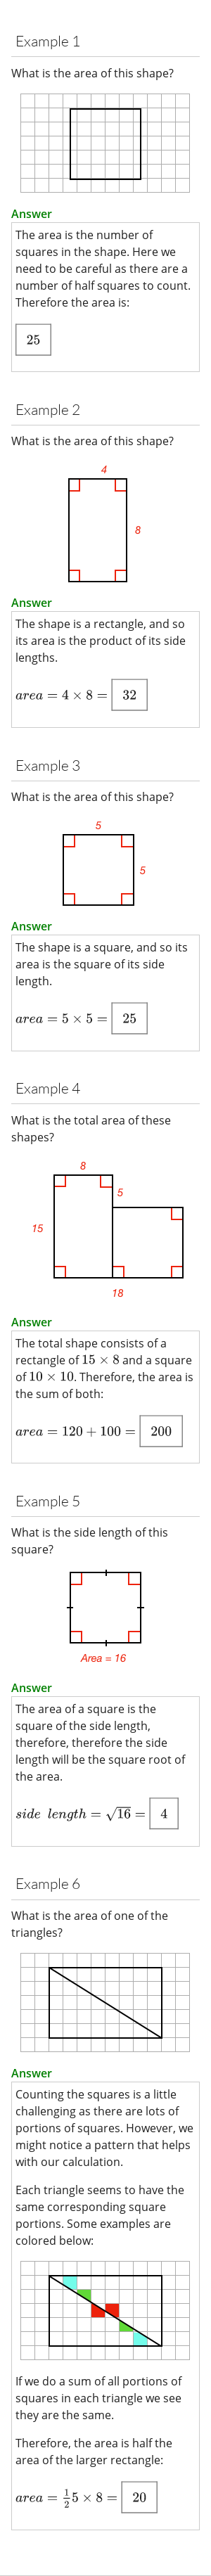 Example 1
What is the area of this shape?
Answer
The area is the number of
squares in the shape. Here we
need to be careful as there are a
number of half squares to count.
Therefore the area is:
25
Example 2
What is the area of this shape?
4
8
Answer
The shape is a rectangle, and so
its area is the product of its side
lengths.
area = 4 × 8 = 32
Example 3
What is the area of this shape?
5
5
Answer
The shape is a square, and so its
area is the square of its side
length.
area = 5 × 5 = 25
Example 4
What is the total area of these
shapes?
8
5
15
18
Answer
The total shape consists of a
rectangle of 15 × 8 and a square
of 10 × 10. Therefore, the area is
the sum of both:
area = 120 + 100 = 200
Example 5
What is the side length of this
square?
Area = 16
Answer
The area of a square is the
square of the side length,
therefore, therefore the side
length will be the square root of
the area.
side length = √16 = 4
Example 6
What is the area of one of the
triangles?
Answer
Counting the squares is a little
challenging as there are lots of
portions of squares. However, we
might notice a pattern that helps
with our calculation.
Each triangle seems to have the
same corresponding square
portions. Some examples are
colored below:
If we do a sum of all portions of
squares in each triangle we see
they are the same.
Therefore, the area is half the
area of the larger rectangle:
area = ½5 × 8 = 20